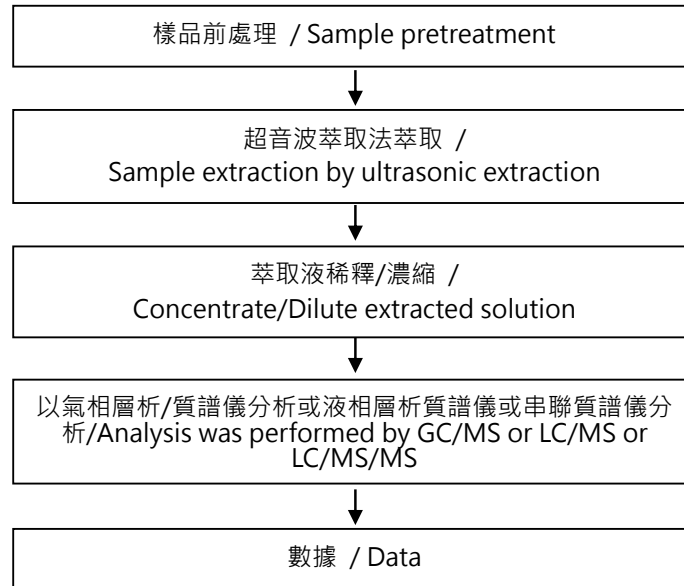 樣品前處理 / Sample pretreatment
超音波萃取法萃取 /
Sample extraction by ultrasonic extraction
萃取液稀釋/濃縮 /
Concentrate/Dilute extracted solution
以氣相層析/質譜儀分析或液相層析質譜儀或串聯質譜儀分
析/Analysis was performed by GC/MS or LC/MS or
LC/MS/MS
數據 / Data